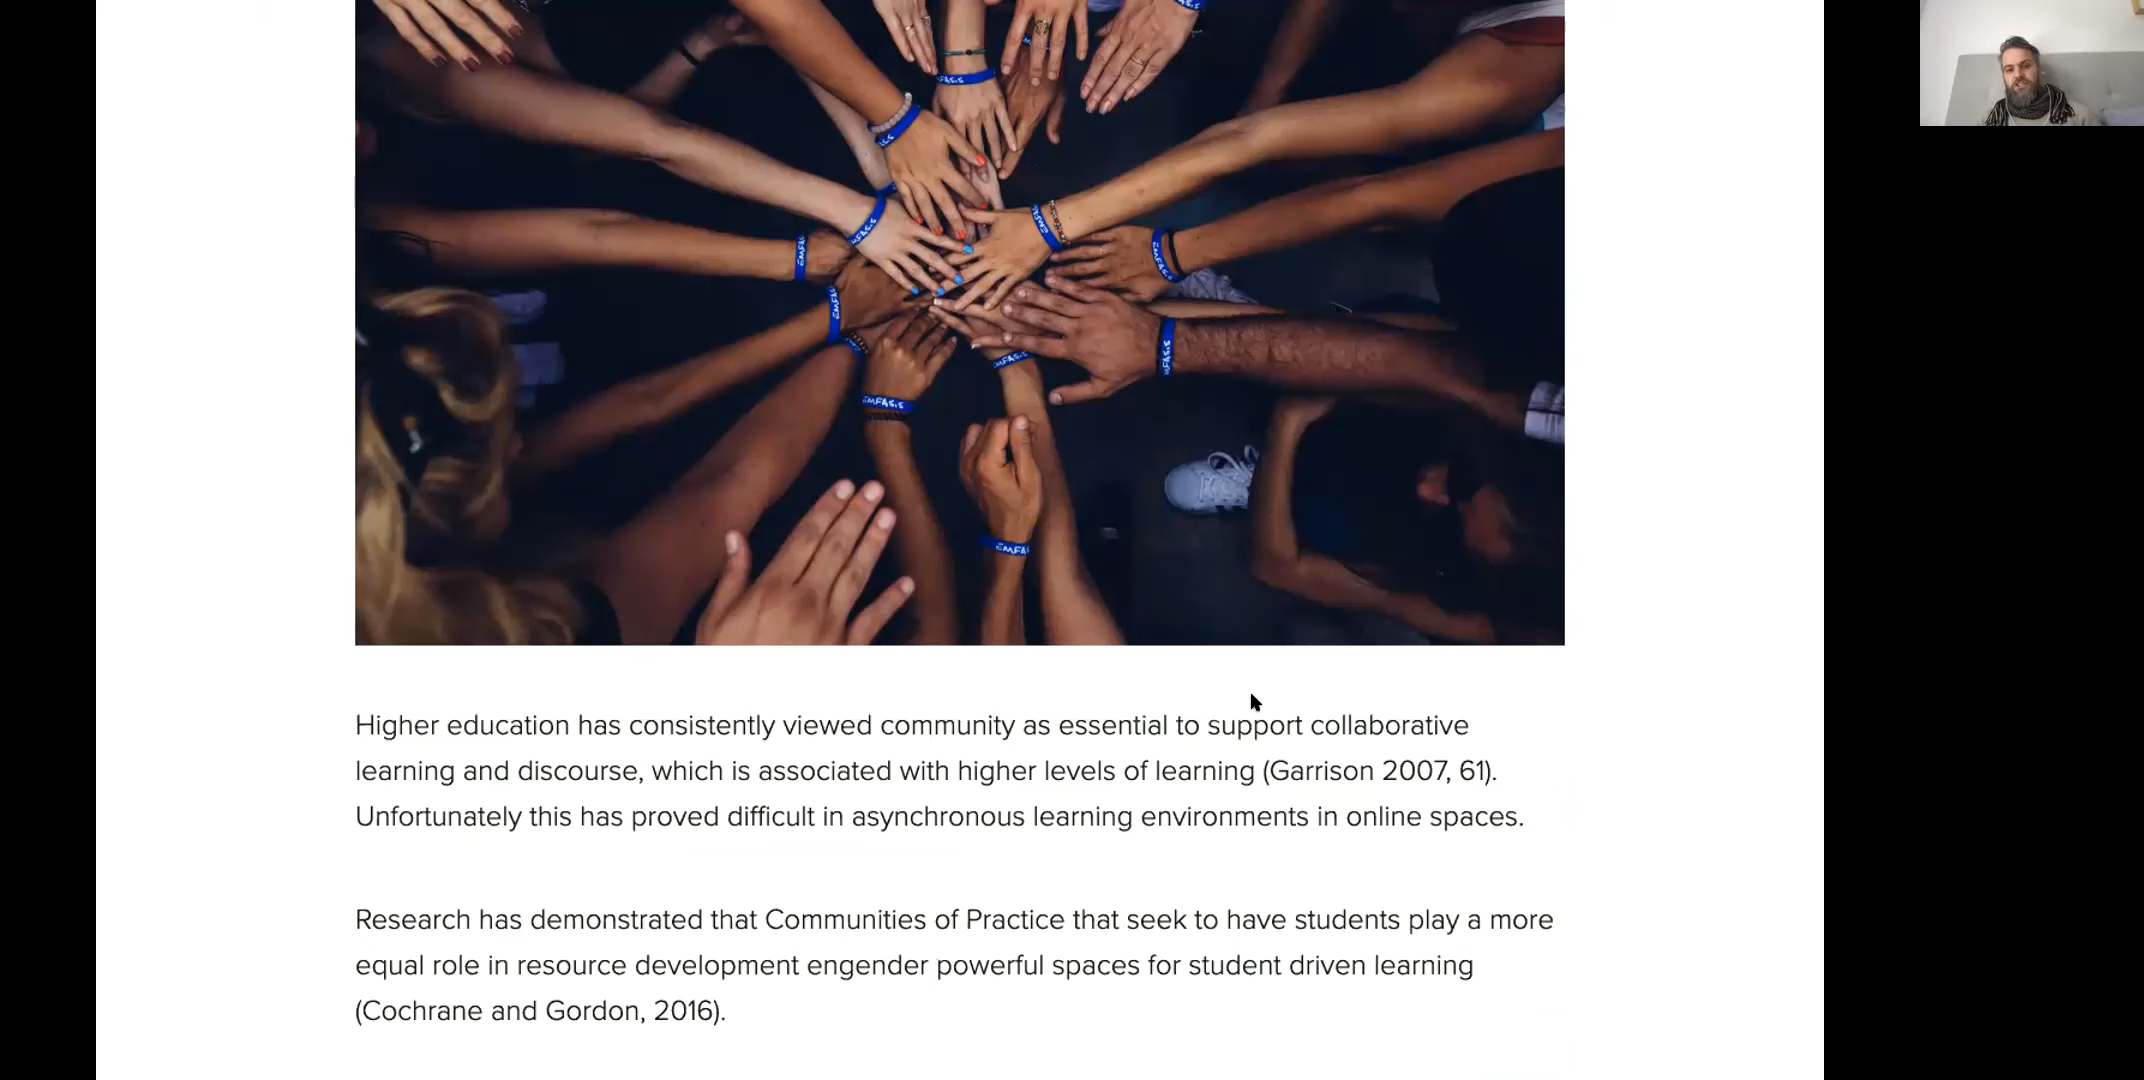 EMFASIS
EMFASIS
Higher education has consistently viewed community as essential to support collaborative
learning and discourse, which is associated with higher levels of learning (Garrison 2007, 61).
Unfortunately this has proved difficult in asynchronous learning environments in online spaces.
Research has demonstrated that Communities of Practice that seek to have students play a more
equal role in resource development engender powerful spaces for student driven learning
(Cochrane and Gordon, 2016).